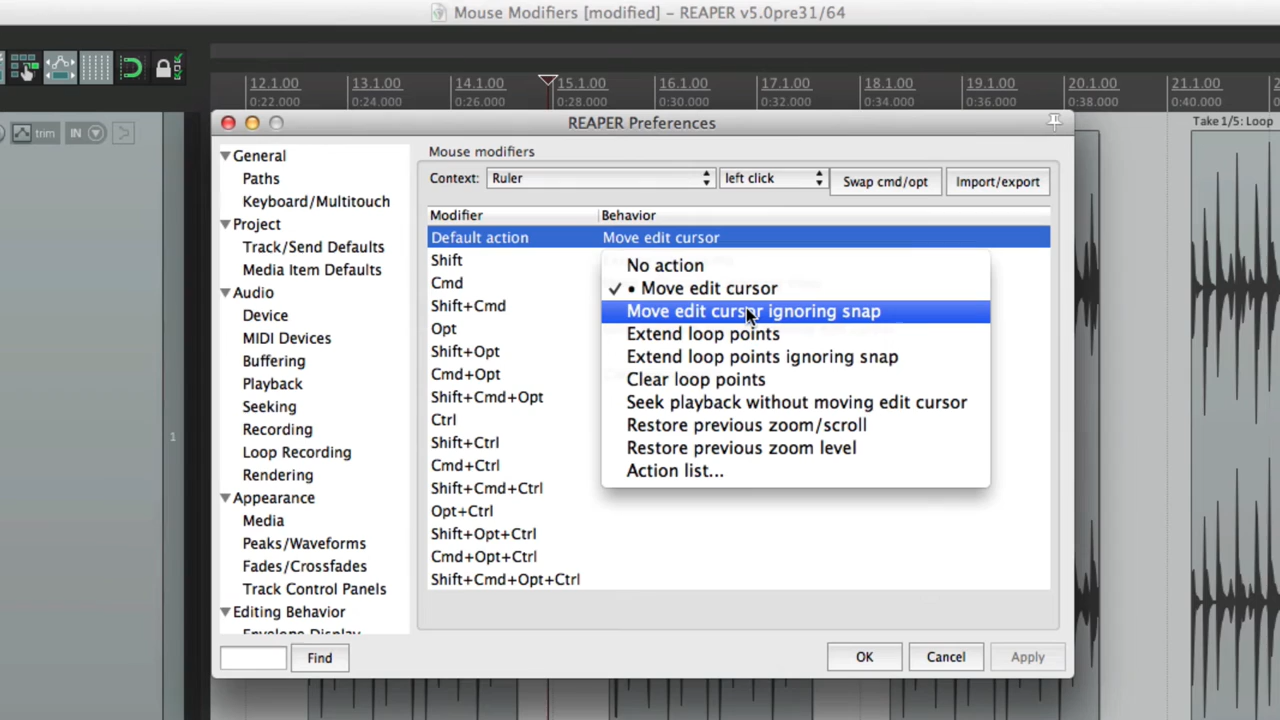 Mouse Modifiers [modified] – REAPER v5.0pre31/64
12.1.00 13.1.00 14.1.00 15.1.00 16.1.00 17.1.00 18.1.00 19.1.00 20.1.00 21.1.00
0:22.000 0:24.000 0:26.000 0:28.000 0:30.000 0:32.000 0:34.000 0:36.000 0:38.000 0:40.000
Take 1/5: Loop
trim IN
1
REAPER Preferences
General
Paths
Keyboard/Multitouch
Project
Track/Send Defaults
Media Item Defaults
Audio
Device
MIDI Devices
Buffering
Playback
Seeking
Recording
Loop Recording
Rendering
Appearance
Media
Peaks/Waveforms
Fades/Crossfades
Track Control Panels
Editing Behavior
Envelope Display
Find
Mouse modifiers
Context: Ruler left click Swap cmd/opt Import/export
Modifier Behavior
Default action Move edit cursor
Shift
Cmd
Shift+Cmd
Opt
Shift+Opt
Cmd+Opt
Shift+Cmd+Opt
Ctrl
Shift+Ctrl
Cmd+Ctrl
Shift+Cmd+Ctrl
Opt+Ctrl
Shift+Opt+Ctrl
Cmd+Opt+Ctrl
Shift+Cmd+Opt+Ctrl
No action
✓ • Move edit cursor
Move edit cursor ignoring snap
Extend loop points
Extend loop points ignoring snap
Clear loop points
Seek playback without moving edit cursor
Restore previous zoom/scroll
Restore previous zoom level
Action list...
OK Cancel Apply